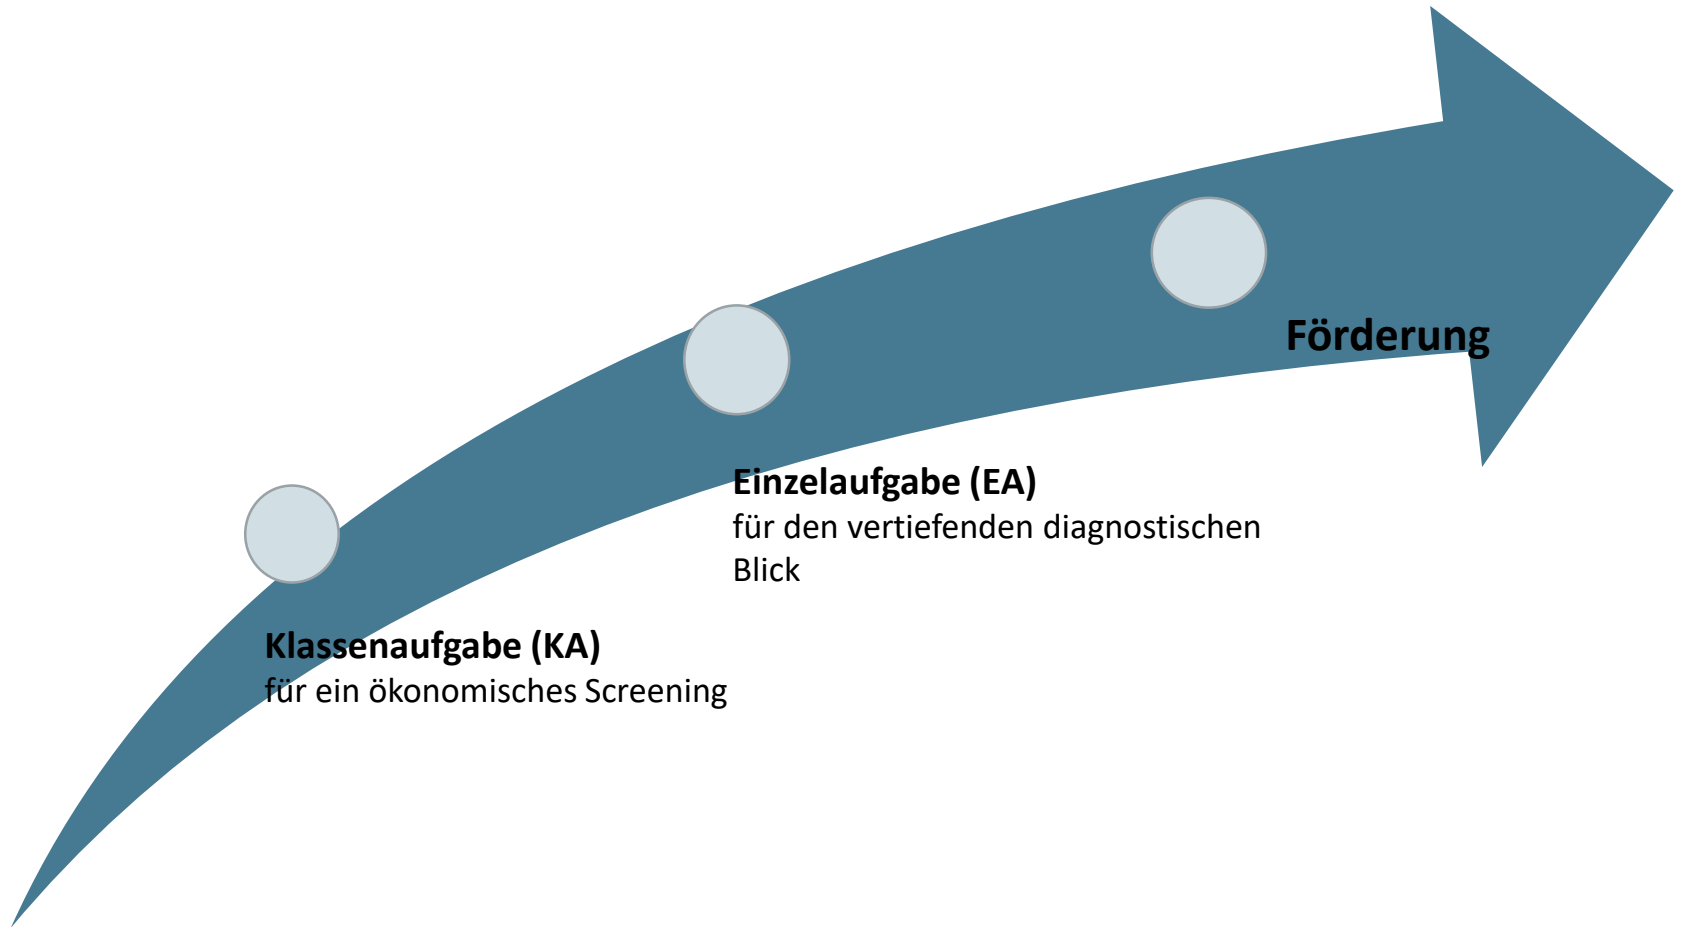 Förderung
Einzelaufgabe (EA)
für den vertiefenden diagnostischen
Blick
Klassenaufgabe (KA)
für ein ökonomisches Screening